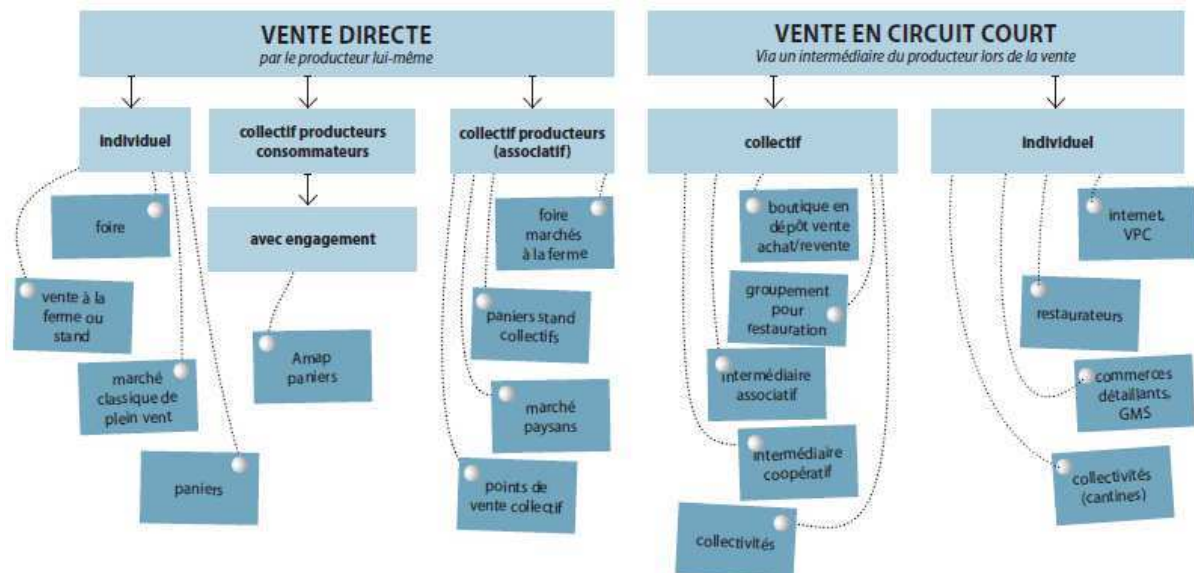 VENTE DIRECTE
par le producteur lui-même
individuel
collectif producteurs
consommateurs
collectif producteurs
(associatif)
avec engagement
foire
vente à la
ferme ou
stand
marché
classique de
plein vent
paniers
Amap
paniers
foire
marchés
à la ferme
paniers stand
collectifs
marché
paysans
points de
vente collectif
VENTE EN CIRCUIT COURT
Via un intermédiaire du producteur lors de la vente
collectif
individuel
boutique en
dépôt vente
achat/revente
groupement
pour
restauration
intermédiaire
associatif
intermédiaire
coopératif
collectivités
internet,
VPC
restaurateurs
commerces
détaillants,
GMS
collectivités
(cantines)